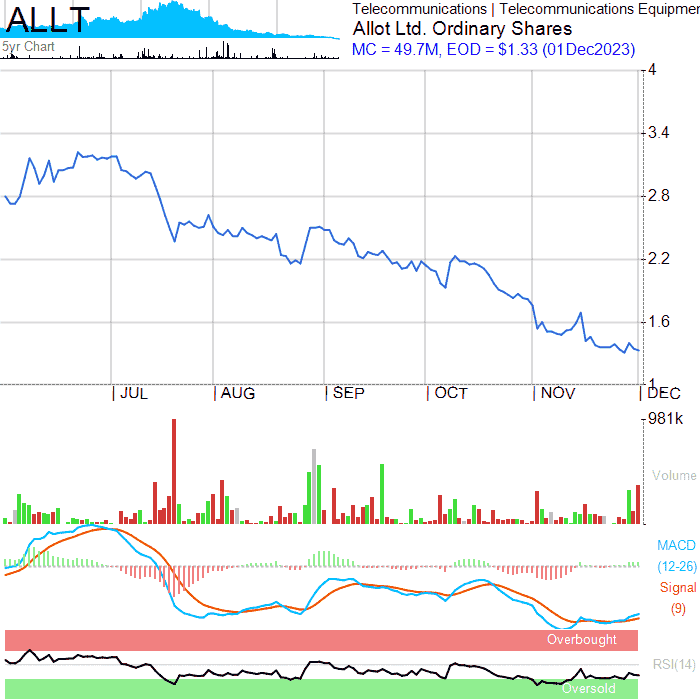 ALLT
5yr Chart
Telecommunications | Telecommunications Equipmen
Allot Ltd. Ordinary Shares
MC = 49.7M, EOD = $1.33 (01Dec2023)
4
3.4
2.8
2.2
1.6
1
JUL AUG SEP OCT NOV DEC
981k
Volume
MACD
(12-26)
Signal
(9)
Overbought
RSI(14)
Oversold